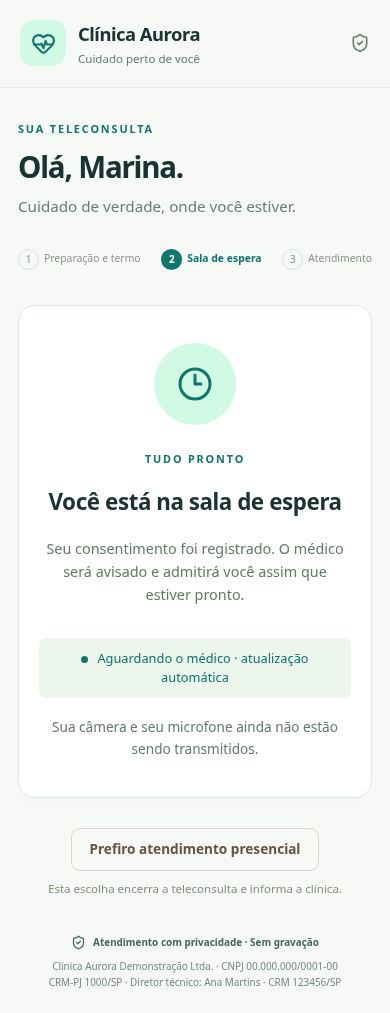 Clínica Aurora
Cuidado perto de você
SUA TELECONSULTA
Olá, Marina.
Cuidado de verdade, onde você estiver.
1 Preparação e termo 2 Sala de espera 3 Atendimento
TUDO PRONTO
Você está na sala de espera
Seu consentimento foi registrado. O médico
será avisado e admitirá você assim que
estiver pronto.
Aguardando o médico · atualização
automática
Sua câmera e seu microfone ainda não estão
sendo transmitidos.
Prefiro atendimento presencial
Esta escolha encerra a teleconsulta e informa a clínica.
Atendimento com privacidade · Sem gravação
Clínica Aurora Demonstração Ltda. · CNPJ 00.000.000/0001-00
CRM-PJ 1000/SP · Diretor técnico: Ana Martins · CRM 123456/SP